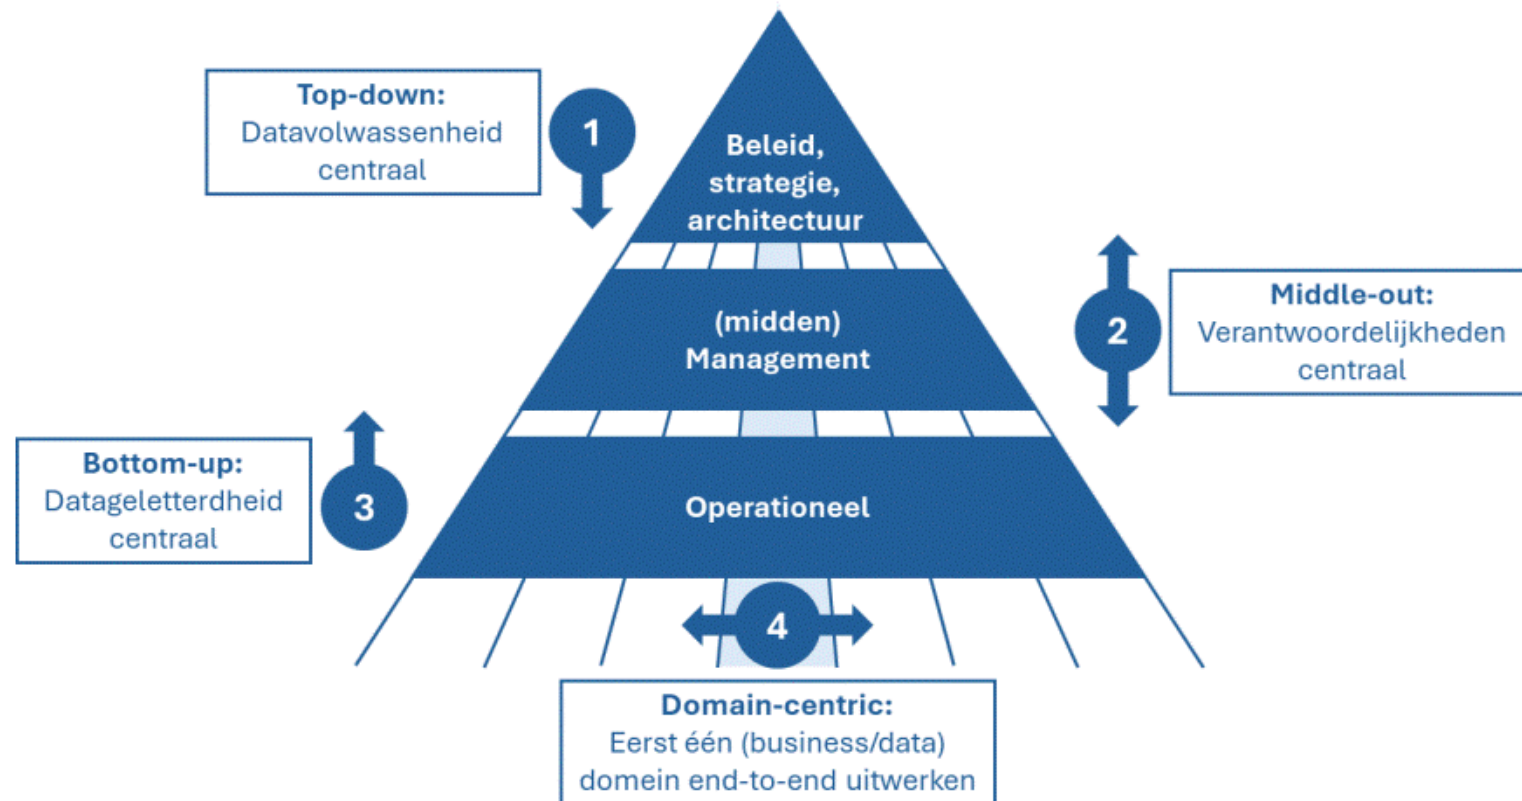 Top-down:
Datavolwassenheid
centraal
1
Beleid,
strategie,
architectuur
(midden)
Management
2
Middle-out:
Verantwoordelijkheden
centraal
Bottom-up:
Datageletterdheid
centraal
3
Operationeel
4
Domain-centric:
Eerst één (business/data)
domein end-to-end uitwerken